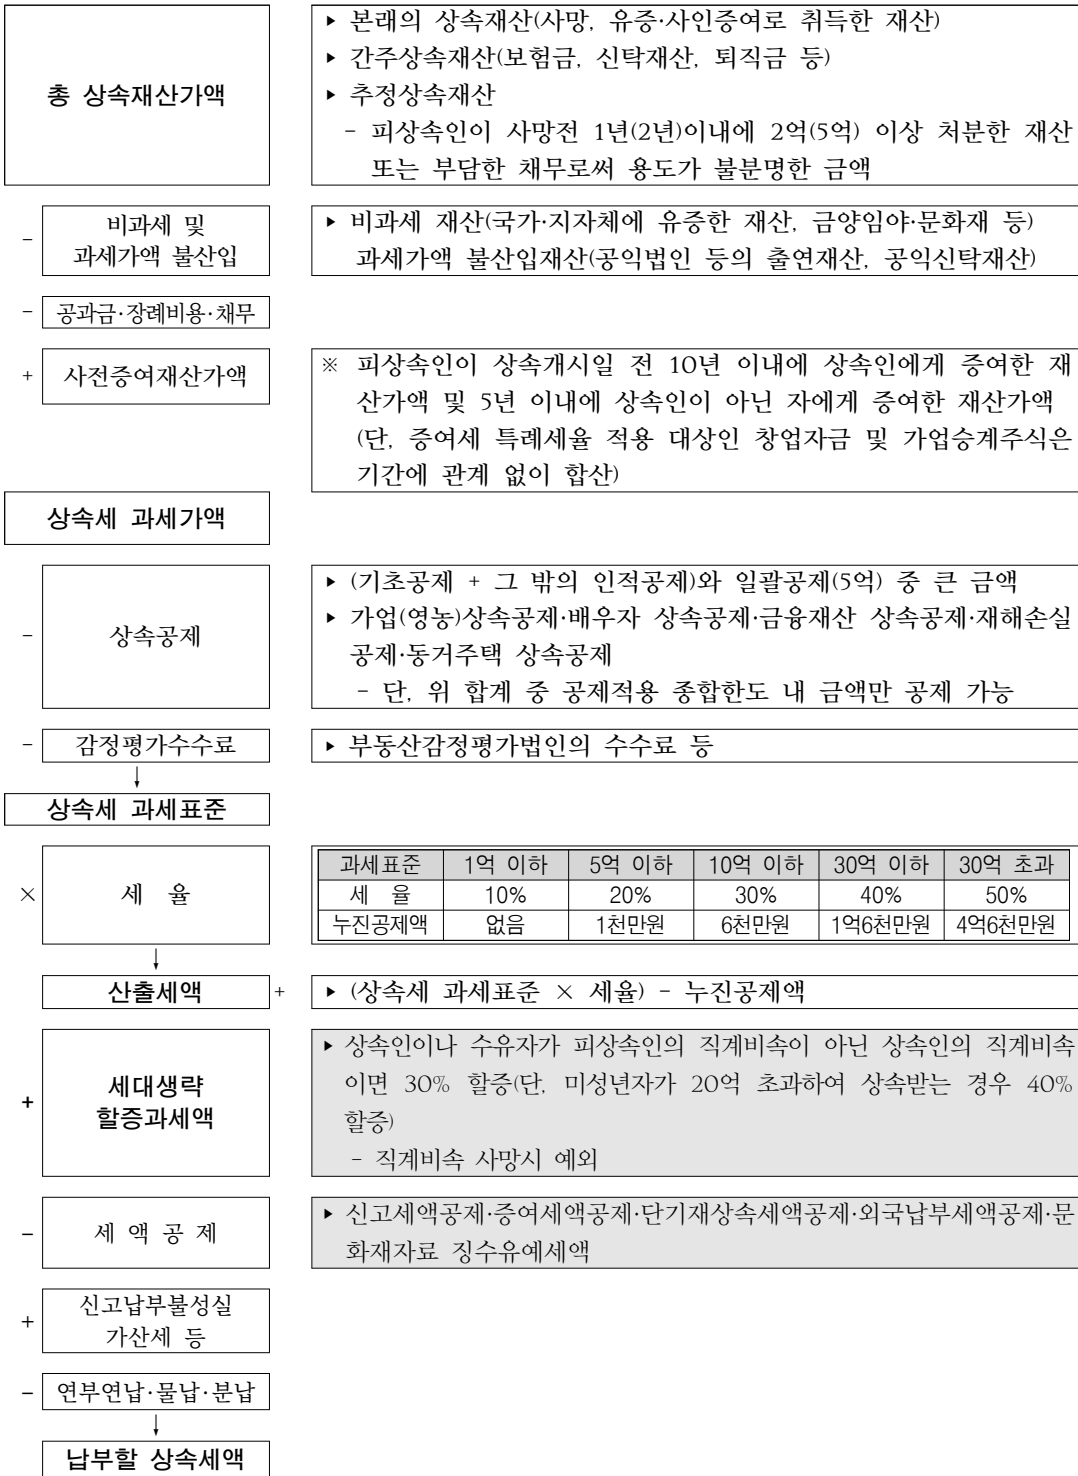 총 상속재산가액
▸ 본래의 상속재산(사망, 유증·사인증여로 취득한 재산)
▸ 간주상속재산(보험금, 신탁재산, 퇴직금 등)
▸ 추정상속재산
- 피상속인이 사망전 1년(2년)이내에 2억(5억) 이상 처분한 재산
또는 부담한 채무로써 용도가 불분명한 금액
-
비과세 및
과세가액 불산입
▸ 비과세 재산(국가·지자체에 유증한 재산, 금양임야·문화재 등)
과세가액 불산입재산(공익법인 등의 출연재산, 공익신탁재산)
- 공과금·장례비용·채무
+ 사전증여재산가액
※ 피상속인이 상속개시일 전 10년 이내에 상속인에게 증여한 재
산가액 및 5년 이내에 상속인이 아닌 자에게 증여한 재산가액
(단, 증여세 특례세율 적용 대상인 창업자금 및 가업승계주식은
기간에 관계 없이 합산)
상속세 과세가액
- 상속공제
▸ (기초공제 + 그 밖의 인적공제)와 일괄공제(5억) 중 큰 금액
▸ 가업(영농)상속공제·배우자 상속공제·금융재산 상속공제·재해손실
공제·동거주택 상속공제
- 단, 위 합계 중 공제적용 종합한도 내 금액만 공제 가능
- 감정평가수수료
▸ 부동산감정평가법인의 수수료 등
↓
상속세 과세표준
× 세 율
과세표준 1억 이하 5억 이하 10억 이하 30억 이하 30억 초과
세 율 10% 20% 30% 40% 50%
누진공제액 없음 1천만원 6천만원 1억6천만원 4억6천만원
↓
산출세액 +
▸ (상속세 과세표준 × 세율) - 누진공제액
+
세대생략
할증과세액
▸ 상속인이나 수유자가 피상속인의 직계비속이 아닌 상속인의 직계비속
이면 30% 할증(단, 미성년자가 20억 초과하여 상속받는 경우 40%
할증)
- 직계비속 사망시 예외
- 세 액 공 제
▸ 신고세액공제·증여세액공제·단기재상속세액공제·외국납부세액공제·문
화재자료 징수유예세액
+
신고납부불성실
가산세 등
- 연부연납·물납·분납
↓
납부할 상속세액